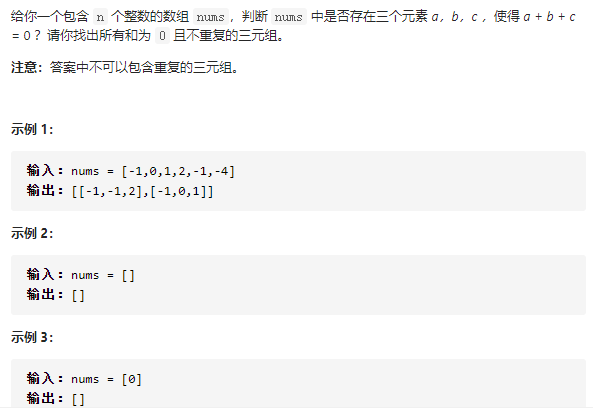 给你一个包含 n 个整数的数组 nums ，判断 nums 中是否存在三个元素 a，b，c ，使得 a + b + c
= 0 ？请你找出所有和为 0 且不重复的三元组。
注意：答案中不可以包含重复的三元组。
示例 1：
输入：nums = [-1,0,1,2,-1,-4]
输出：[[-1,-1,2],[-1,0,1]]
示例 2：
输入：nums = []
输出：[]
示例 3：
输入：nums = [0]
输出：[]